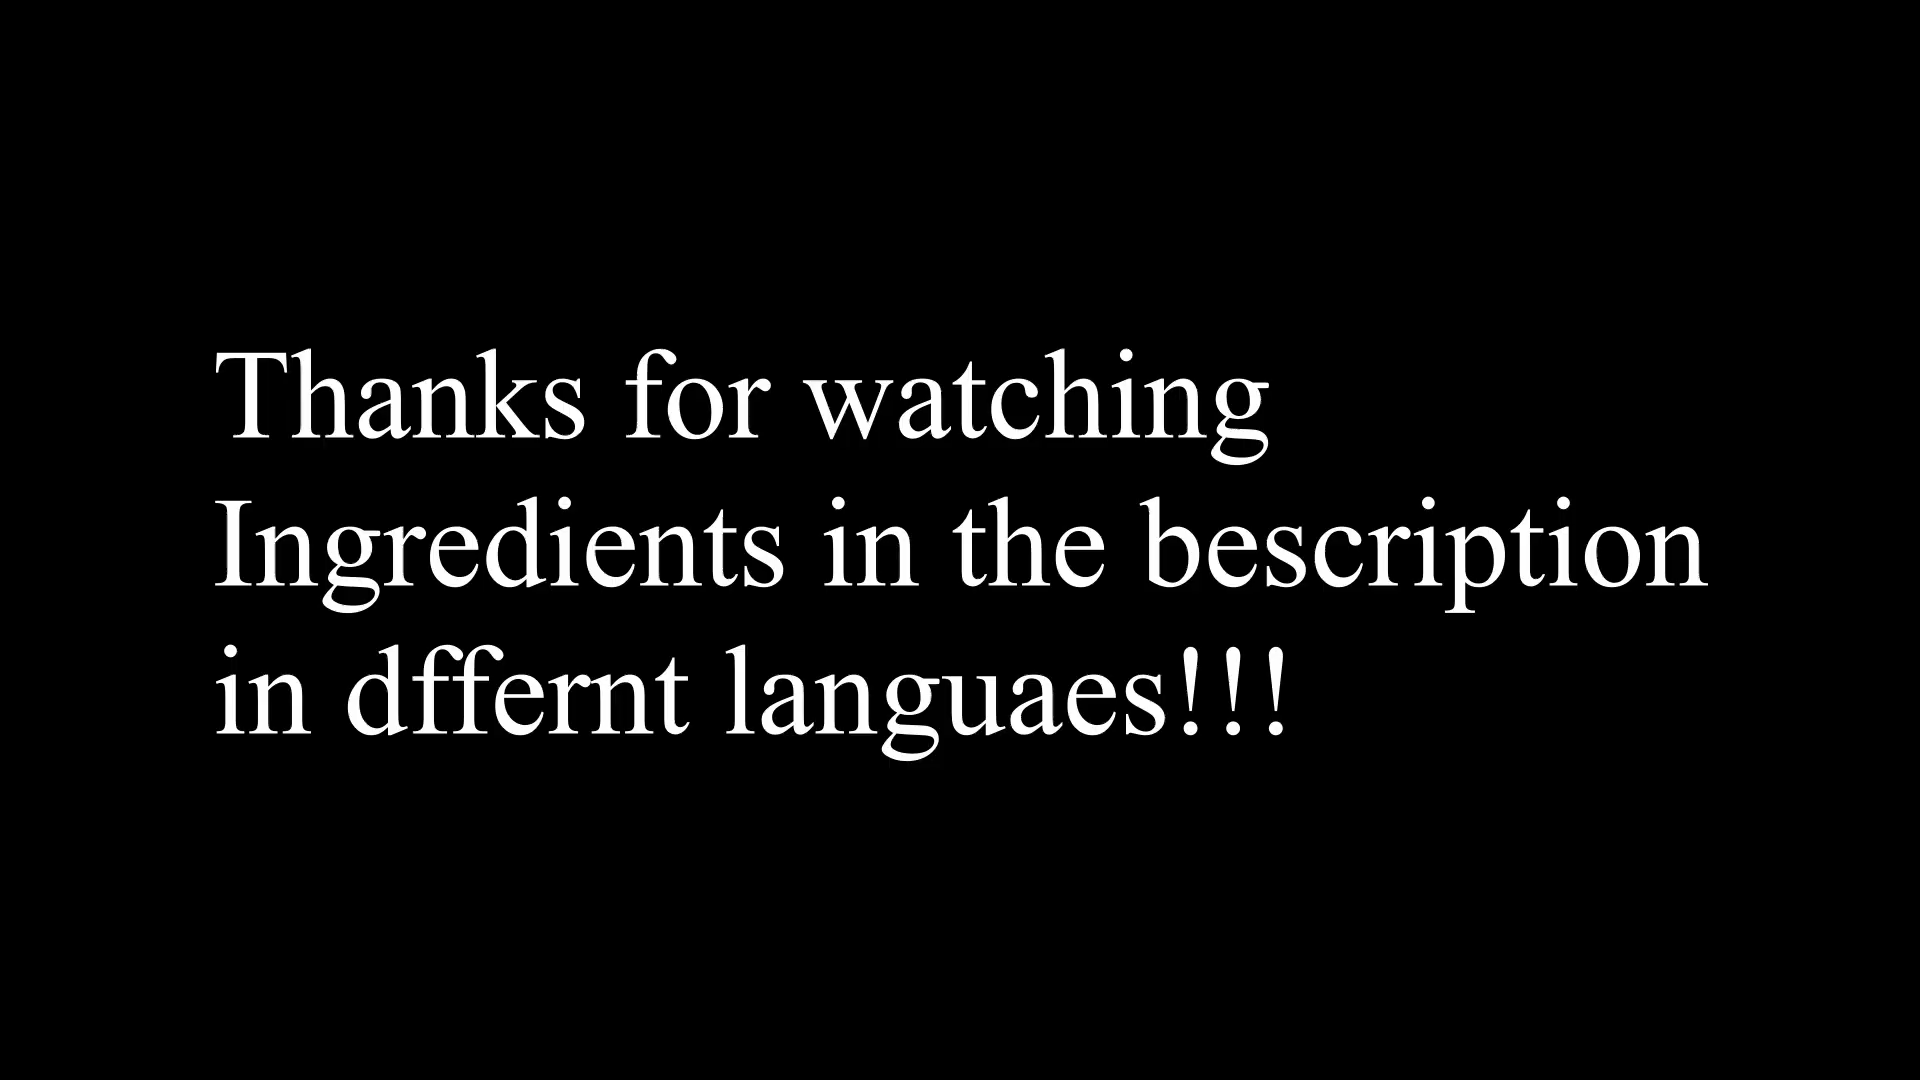 Thanks for watching
Ingredients in the bescription
in dffernt languaes!!!